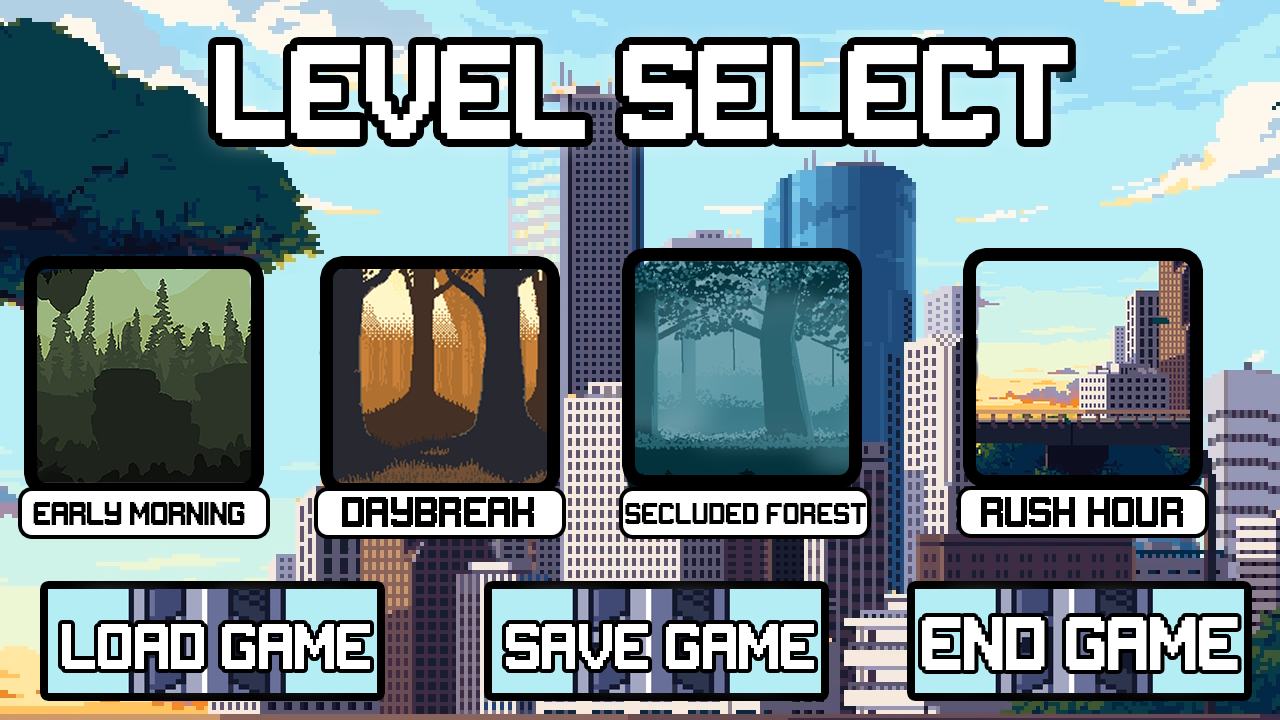 LEVEL SELECT
EARLY MORNING
DAYBREAK
SECLUDED FOREST
RUSH HOUR
LOAD GAME
SAVE GAME
END GAME